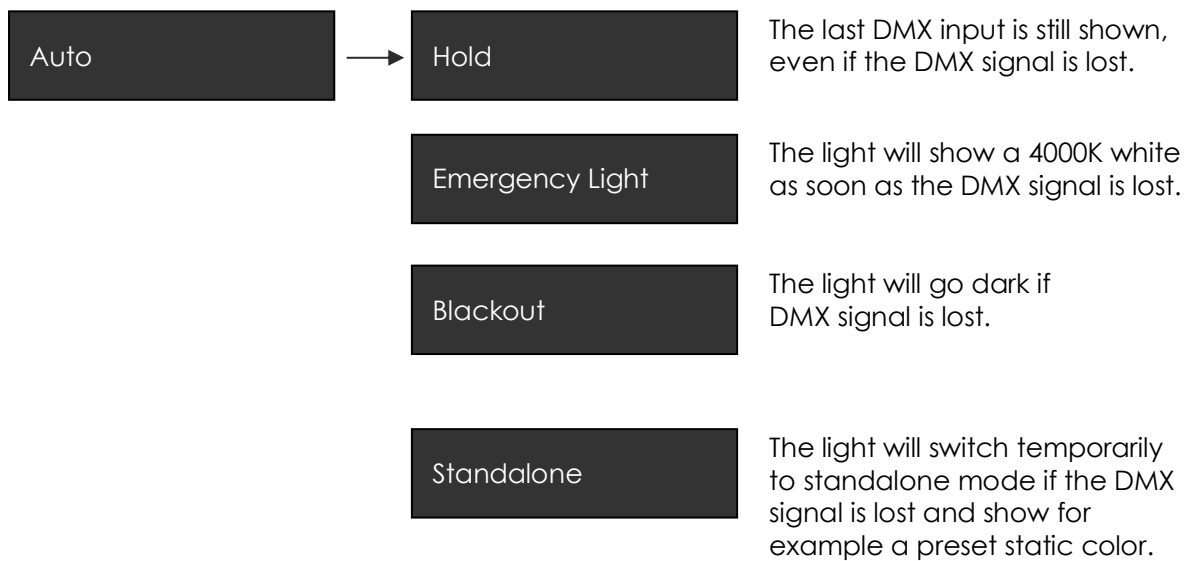 Auto
Hold
The last DMX input is still shown,
even if the DMX signal is lost.
Emergency Light
The light will show a 4000K white
as soon as the DMX signal is lost.
Blackout
The light will go dark if
DMX signal is lost.
Standalone
The light will switch temporarily
to standalone mode if the DMX
signal is lost and show for
example a preset static color.